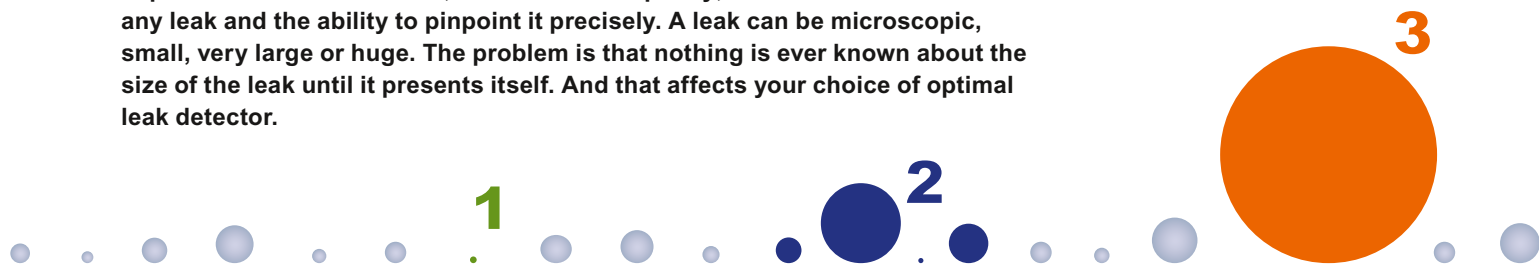 any leak and the ability to pinpoint it precisely. A leak can be microscopic,
small, very large or huge. The problem is that nothing is ever known about the
size of the leak until it presents itself. And that affects your choice of optimal
leak detector.
3
2
1